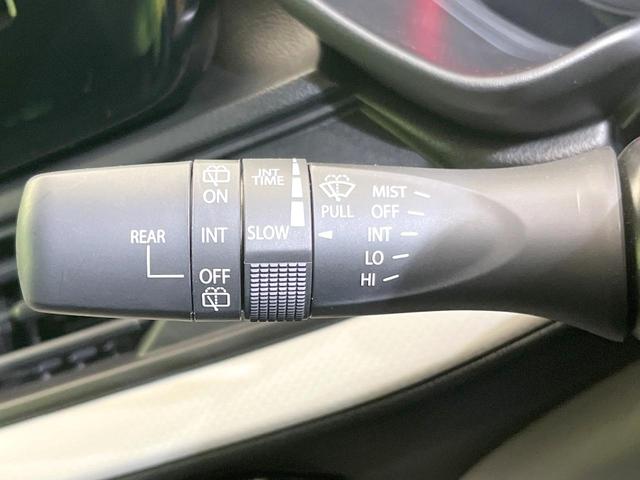 REAR
ON
INT
OFF
INT
TIME
SLOW
PULL
MIST
OFF
INT
LO
HI